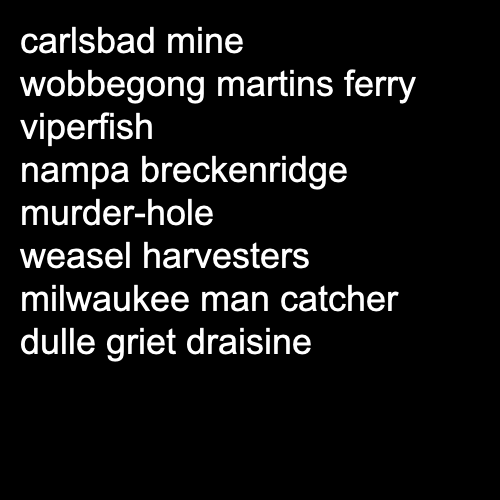 carlsbad mine
wobbegong martins ferry
viperfish
nampa breckenridge
murder-hole
weasel harvesters
milwaukee man catcher
dulle griet draisine